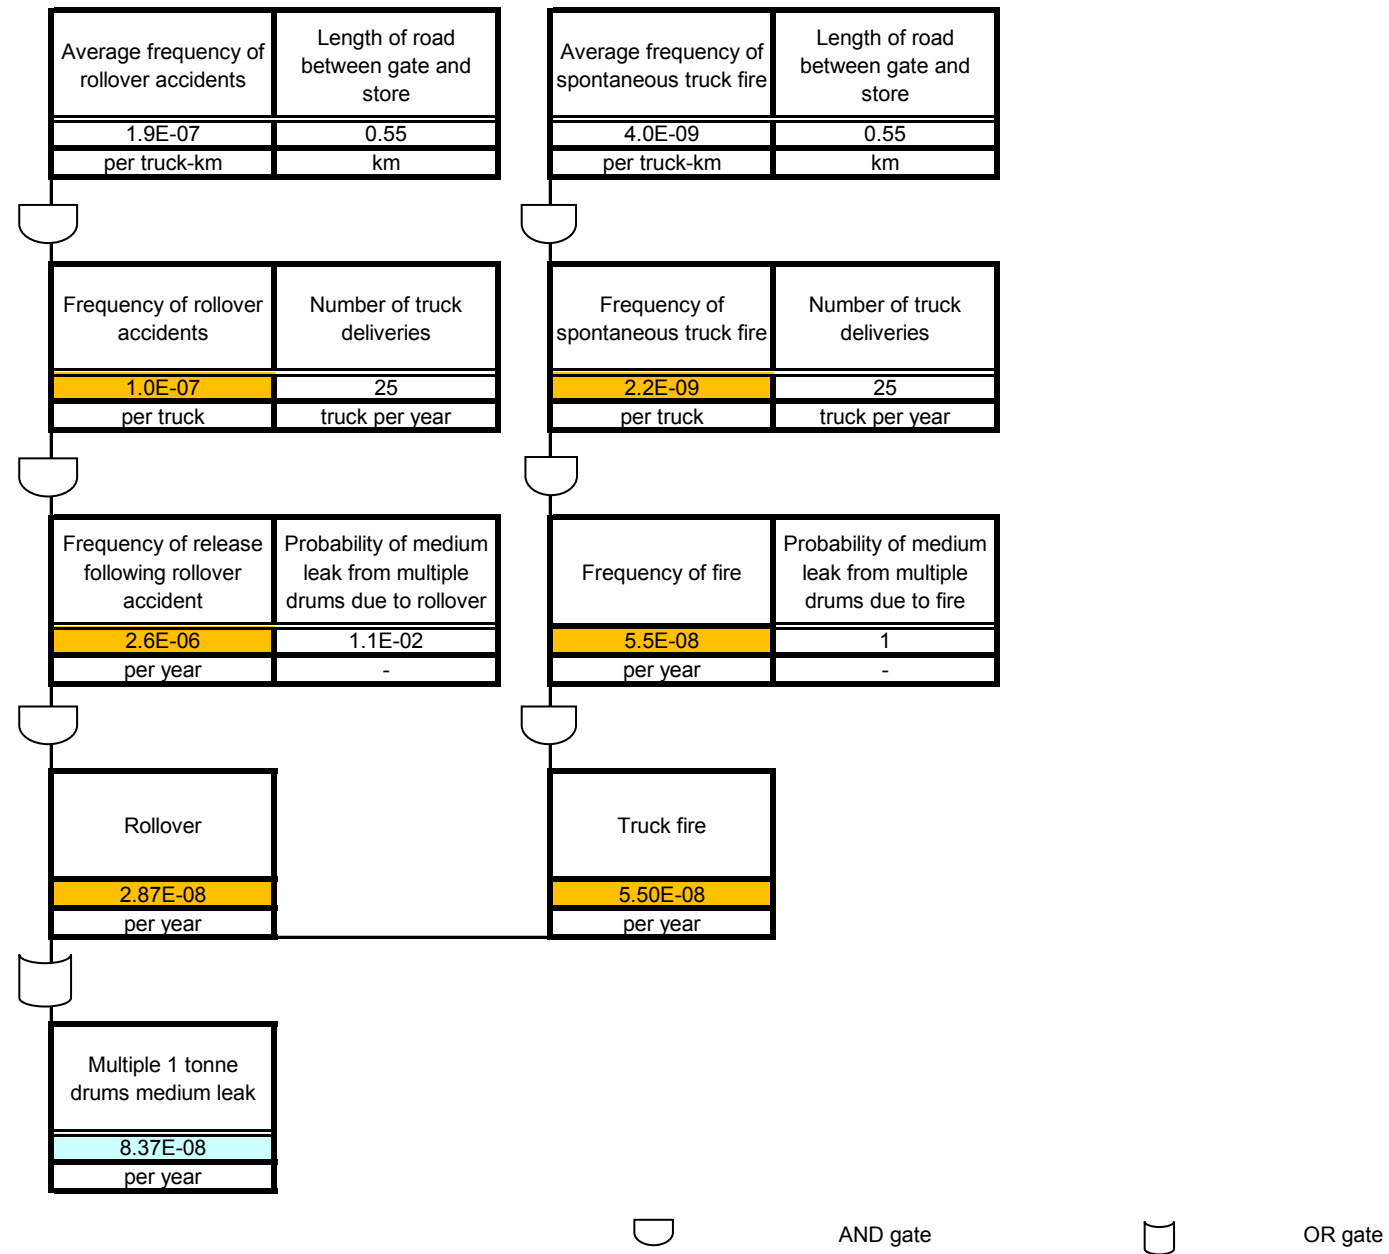 Average frequency of
rollover accidents
Length of road
between gate and
store
Average frequency of
spontaneous truck fire
Length of road
between gate and
store
1.9E-07
0.55
4.0E-09
0.55
per truck-km
km
per truck-km
km
Frequency of rollover
accidents
Number of truck
deliveries
Frequency of
spontaneous truck fire
Number of truck
deliveries
1.0E-07
25
2.2E-09
25
per truck
truck per year
per truck
truck per year
Frequency of release
following rollover
accident
Probability of medium
leak from multiple
drums due to rollover
Frequency of fire
Probability of medium
leak from multiple
drums due to fire
2.6E-06
1.1E-02
5.5E-08
1
per year
-
per year
-
Rollover
Truck fire
2.87E-08
5.50E-08
per year
per year
Multiple 1 tonne
drums medium leak
8.37E-08
per year
AND gate
OR gate